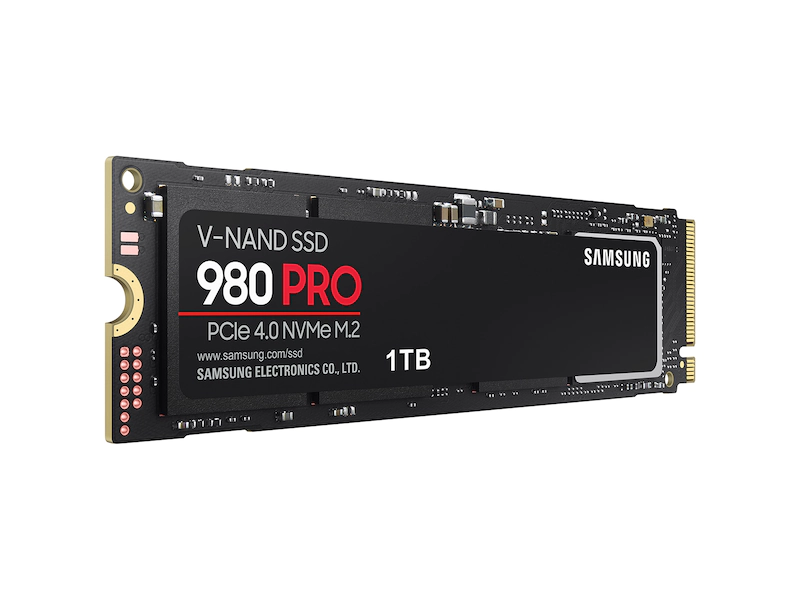 V-NAND SSD
980 PRO
PCIe 4.0 NVMe M.2
www.samsung.com/ssd
SAMSUNG ELECTRONICS CO., LTD.
1TB
SAMSUNG